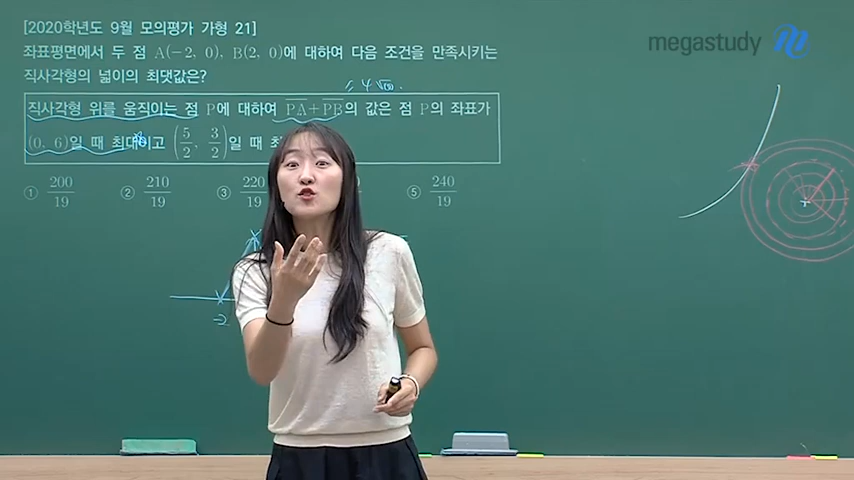 [2020학년도 9월 모의평가 가형 21]
megastudy
좌표평면에서 두 점 A(−2, 0), B(2, 0)에 대하여 다음 조건을 만족시키는
직사각형의 넓이의 최댓값은?
직사각형 위를 움직이는 점 P에 대하여 PA+PB의 값은 점 P의 좌표가
(0, 6)일 때 최대이고 (5/2, 3/2)일 때 최
① 200/19 ② 210/19 ③ 220 ⑤ 240/19
-2